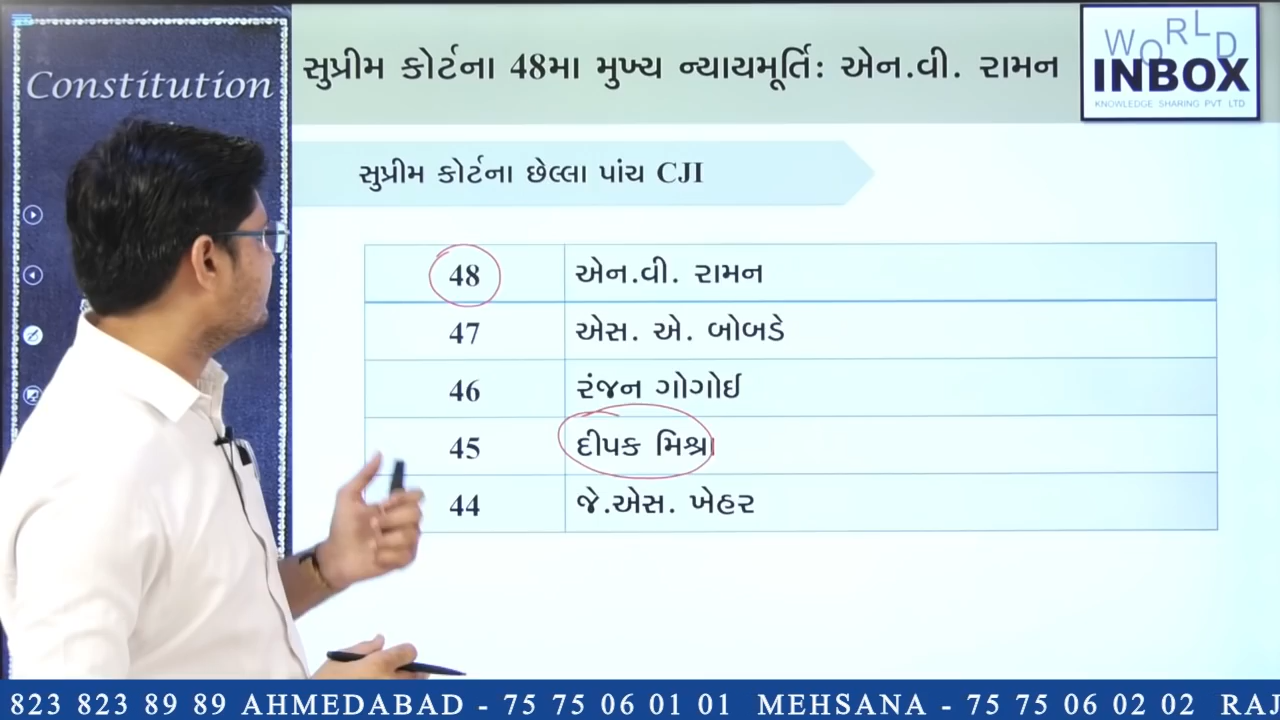 Constitution
સુપ્રીમ કોર્ટના 48મા મુખ્ય ન્યાયમૂર્તિઃ એન.વી. રામન
WORLD
INBOX
KNOWLEDGE SHARING PVT LTD
સુપ્રીમ કોર્ટના છેલ્લા પાંચ CJI
48 એન.વી. રામન
47 એસ. એ. બોબડે
46 રંજન ગોગોઈ
45 દીપક મિશ્રા
44 જે.એસ. ખેહર
823 823 89 89 AHMEDABAD - 75 75 06 01 01 MEHSANA - 75 75 06 02 02 RAJ